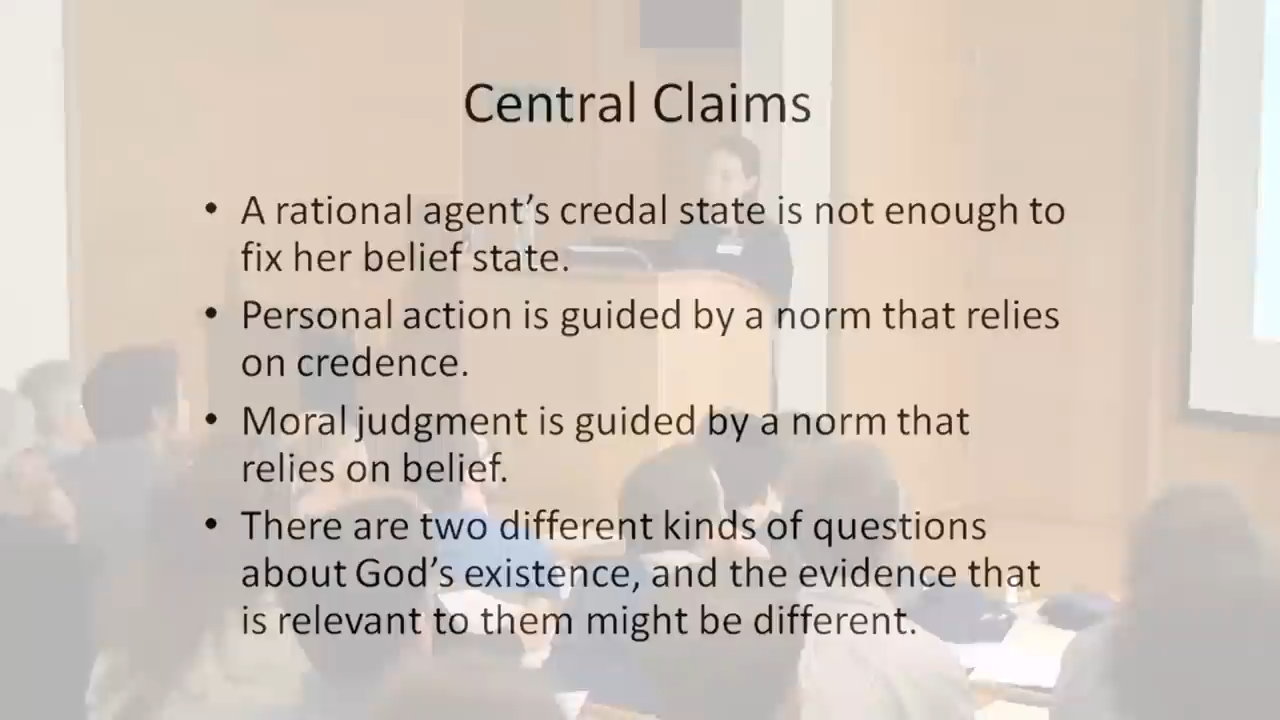 Central Claims
• A rational agent’s credal state is not enough to
fix her belief state.
• Personal action is guided by a norm that relies
on credence.
• Moral judgment is guided by a norm that
relies on belief.
• There are two different kinds of questions
about God’s existence, and the evidence that
is relevant to them might be different.